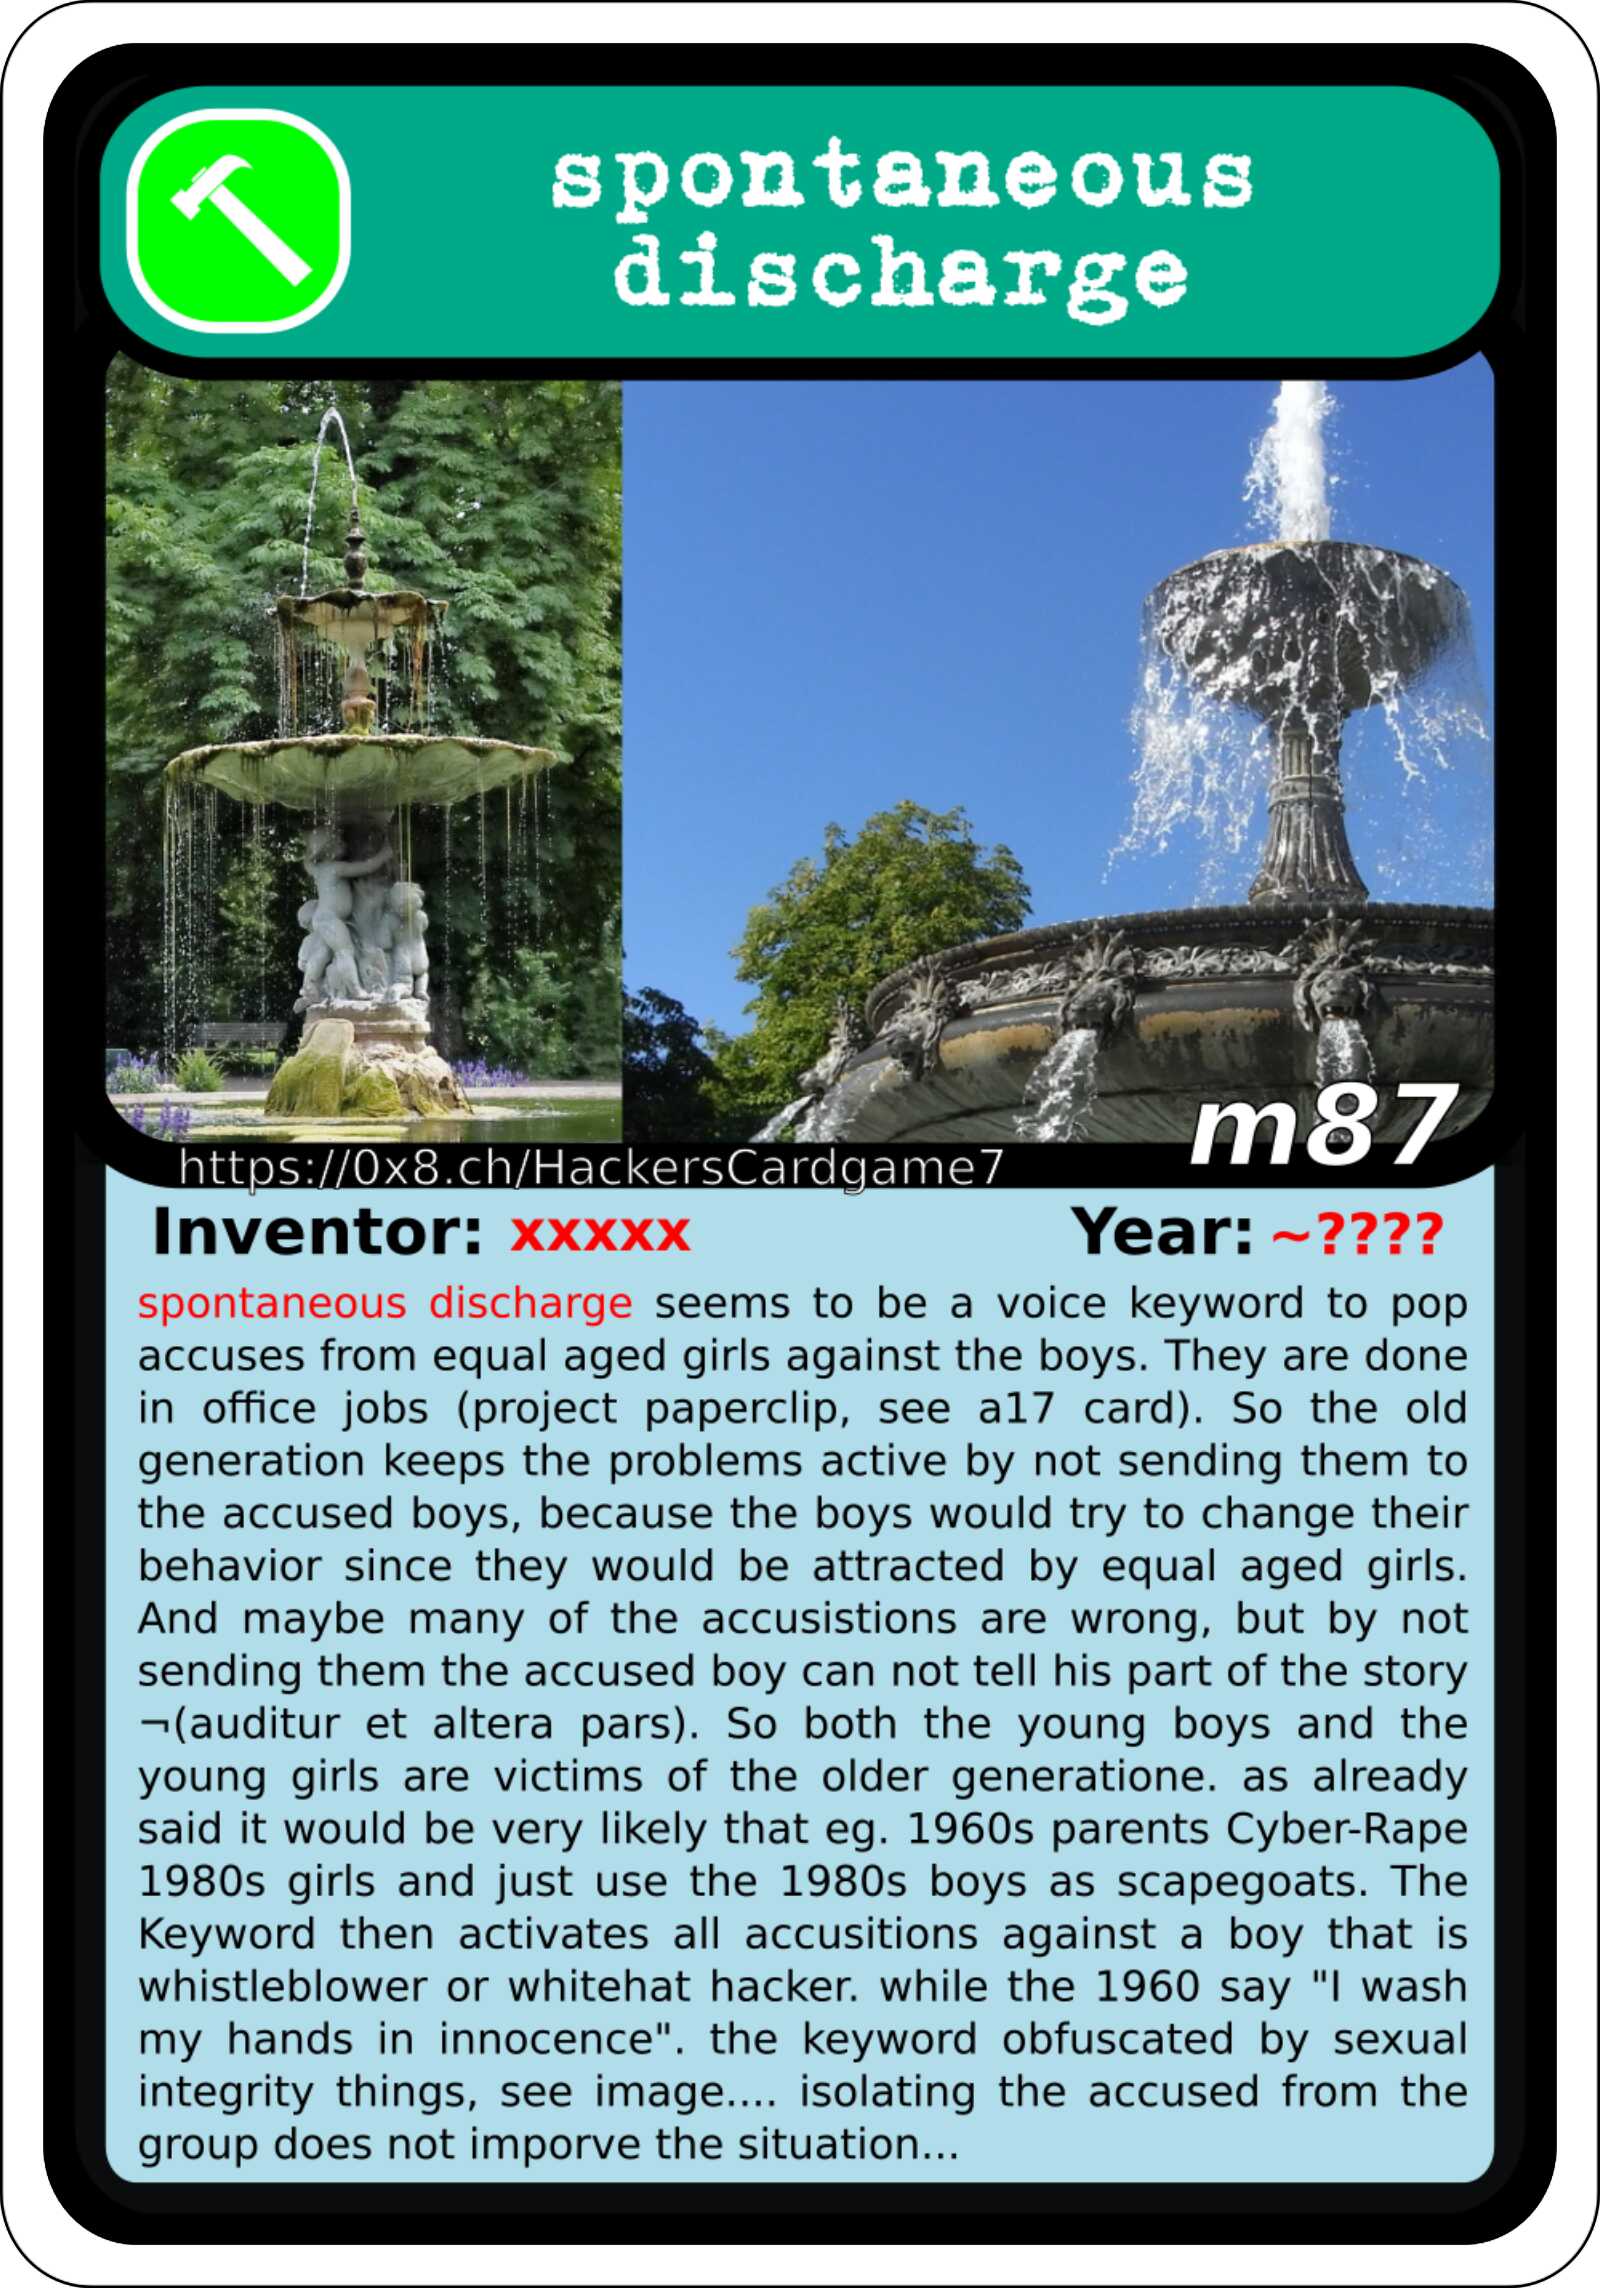 spontaneous
discharge
m87
https://0x8.ch/HackersCardgame7
Inventor: xxxxx Year: ~????
spontaneous discharge seems to be a voice keyword to pop
accuses from equal aged girls against the boys. They are done
in office jobs (project paperclip, see a17 card). So the old
generation keeps the problems active by not sending them to
the accused boys, because the boys would try to change their
behavior since they would be attracted by equal aged girls.
And maybe many of the accusistions are wrong, but by not
sending them the accused boy can not tell his part of the story
¬(auditur et altera pars). So both the young boys and the
young girls are victims of the older generatione. as already
said it would be very likely that eg. 1960s parents Cyber-Rape
1980s girls and just use the 1980s boys as scapegoats. The
Keyword then activates all accusitions against a boy that is
whistleblower or whitehat hacker. while the 1960 say "I wash
my hands in innocence". the keyword obfuscated by sexual
integrity things, see image.... isolating the accused from the
group does not imporve the situation...